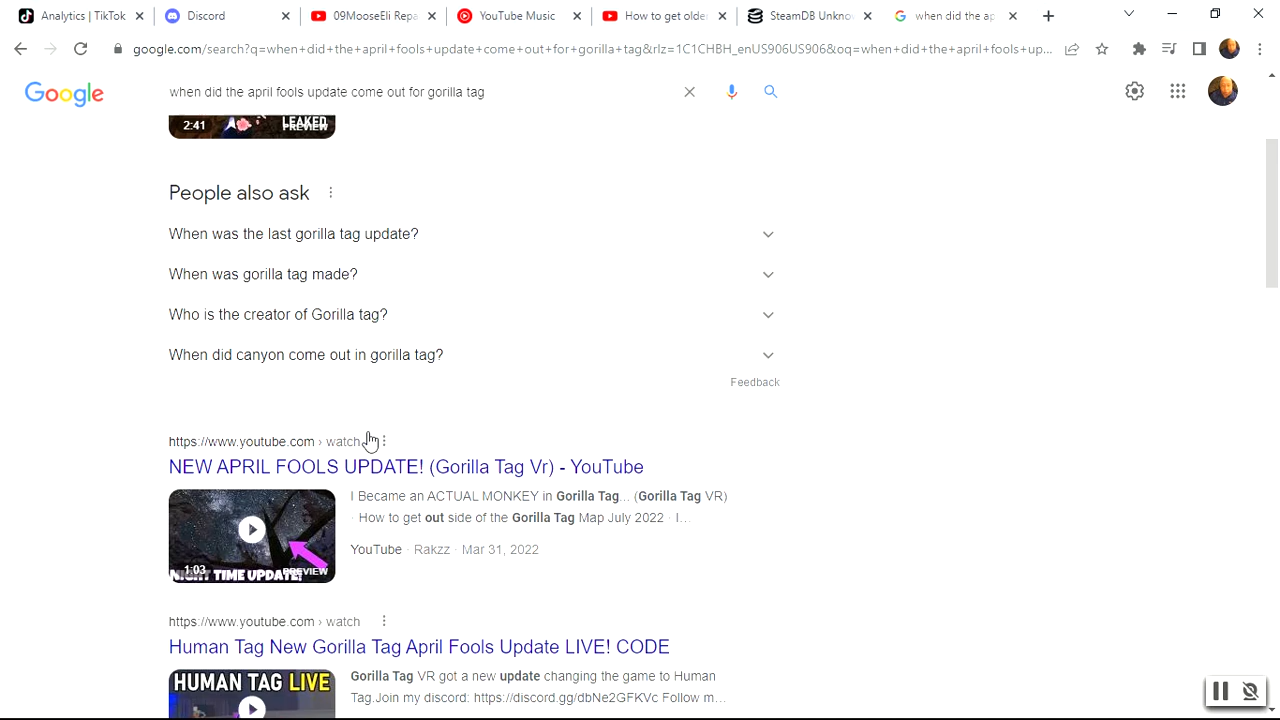 Analytics | TikTok
Discord
09MooseEli Repa
YouTube Music
How to get older
SteamDB Unkno
when did the ap
google.com/search?q=when+did+the+april+fools+update+come+out+for+gorilla+tag&rlz=1C1CHBH_enUS906US906&oq=when+did+the+april+fools+up...
Google
when did the april fools update come out for gorilla tag
LEAKED
2:41
PREVIEW
People also ask
When was the last gorilla tag update?
When was gorilla tag made?
Who is the creator of Gorilla tag?
When did canyon come out in gorilla tag?
Feedback
https://www.youtube.com › watch
NEW APRIL FOOLS UPDATE! (Gorilla Tag Vr) - YouTube
I Became an ACTUAL MONKEY in Gorilla Tag... (Gorilla Tag VR)
· How to get out side of the Gorilla Tag Map July 2022 · I...
YouTube · Rakzz · Mar 31, 2022
1:03
PREVIEW
NIGHT TIME UPDATE!
https://www.youtube.com › watch
Human Tag New Gorilla Tag April Fools Update LIVE! CODE
Gorilla Tag VR got a new update changing the game to Human
Tag.Join my discord: https://discord.gg/dbNe2GFKVc Follow m...
HUMAN TAG LIVE